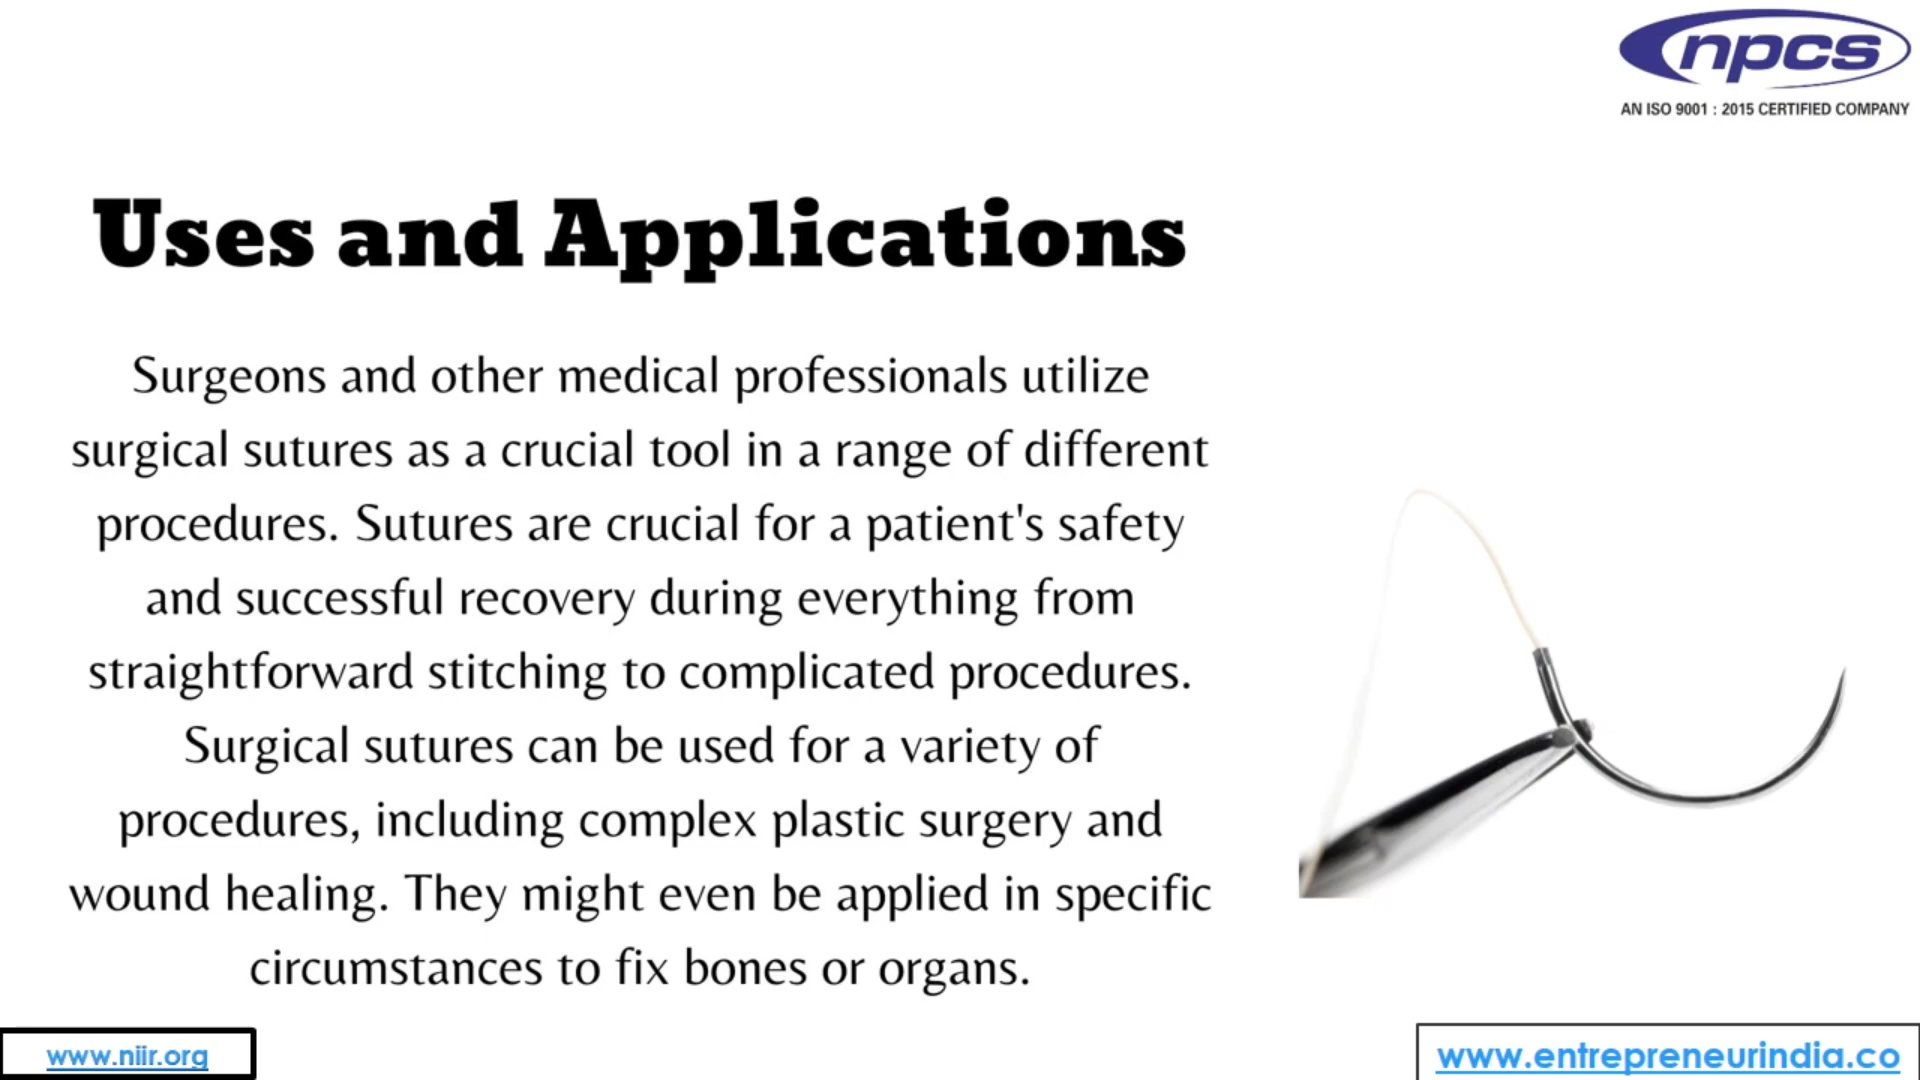 npcs
AN ISO 9001 : 2015 CERTIFIED COMPANY
Uses and Applications
Surgeons and other medical professionals utilize
surgical sutures as a crucial tool in a range of different
procedures. Sutures are crucial for a patient's safety
and successful recovery during everything from
straightforward stitching to complicated procedures.
Surgical sutures can be used for a variety of
procedures, including complex plastic surgery and
wound healing. They might even be applied in specific
circumstances to fix bones or organs.
www.niir.org
www.entrepreneurindia.co